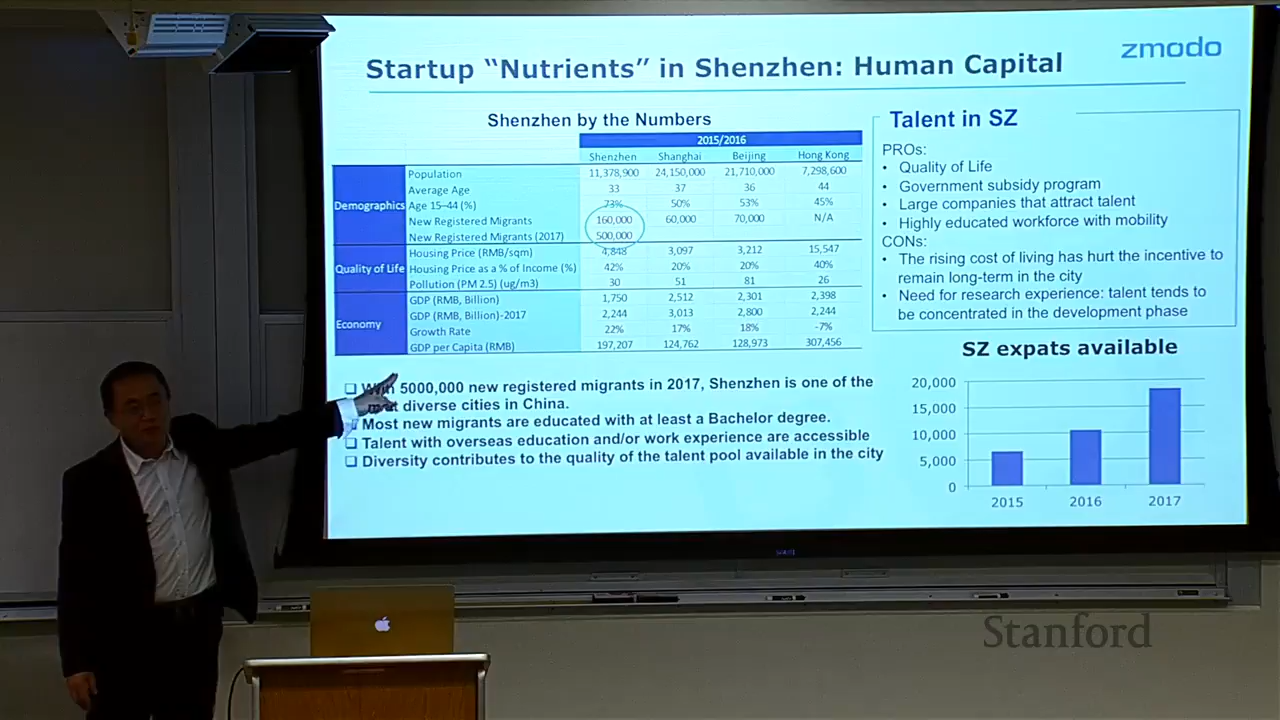 Startup “Nutrients” in Shenzhen: Human Capital
zmodo
Shenzhen by the Numbers
2015/2016
Shenzhen Shanghai Beijing Hong Kong
Demographics
Population 11,378,900 24,150,000 21,710,000 7,298,600
Average Age 33 37 36 44
Age 15-44 (%) 73% 50% 53% 45%
New Registered Migrants 160,000 60,000 70,000 N/A
New Registered Migrants (2017) 500,000
Quality of Life
Housing Price (RMB/sqm) 4,848 3,097 3,212 15,547
Housing Price as a % of Income (%) 42% 20% 20% 40%
Pollution (PM 2.5) (ug/m3) 30 51 81 26
Economy
GDP (RMB, Billion) 1,750 2,512 2,301 2,398
GDP (RMB, Billion)-2017 2,244 3,013 2,800 2,244
Growth Rate 22% 17% 18% -7%
GDP per Capita (RMB) 197,207 124,762 128,973 307,456
❑ 5000,000 new registered migrants in 2017, Shenzhen is one of the
diverse cities in China.
Most new migrants are educated with at least a Bachelor degree.
❑ Talent with overseas education and/or work experience are accessible
❑ Diversity contributes to the quality of the talent pool available in the city
Talent in SZ
PROs:
• Quality of Life
• Government subsidy program
• Large companies that attract talent
• Highly educated workforce with mobility
CONs:
• The rising cost of living has hurt the incentive to
remain long-term in the city
• Need for research experience: talent tends to
be concentrated in the development phase
SZ expats available
20,000
15,000
10,000
5,000
0
2015 2016 2017
Stanford